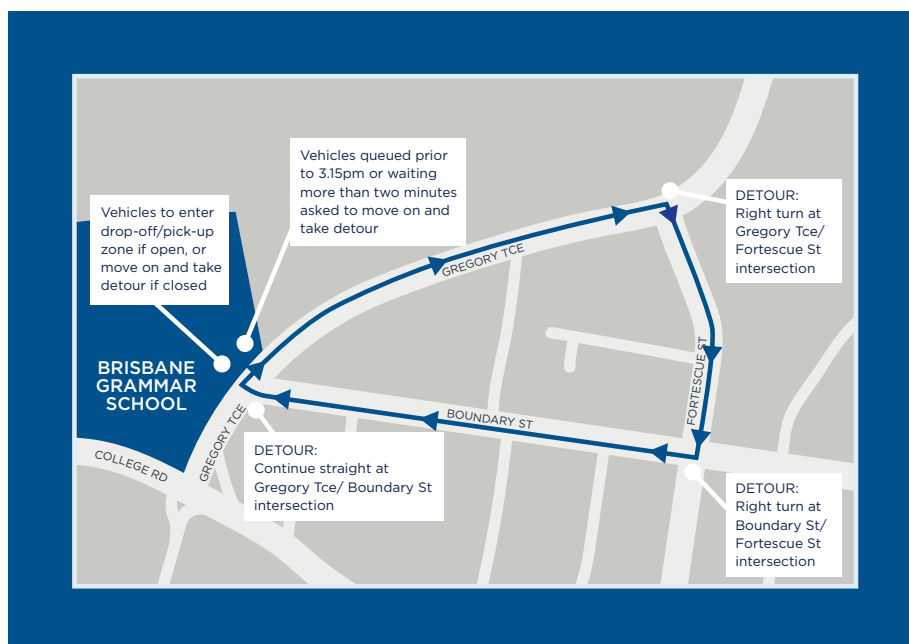 Vehicles queued prior
to 3.15pm or waiting
more than two minutes
asked to move on and
take detour
Vehicles to enter
drop-off/pick-up
zone if open, or
move on and take
detour if closed
DETOUR:
Right turn at
Gregory Tce/
Fortescue St
intersection
GREGORY TCE
BRISBANE
GRAMMAR
SCHOOL
FORTESCUE ST
BOUNDARY ST
GREGORY TCE
COLLEGE RD
DETOUR:
Continue straight at
Gregory Tce/ Boundary St
intersection
DETOUR:
Right turn at
Boundary St/
Fortescue St
intersection